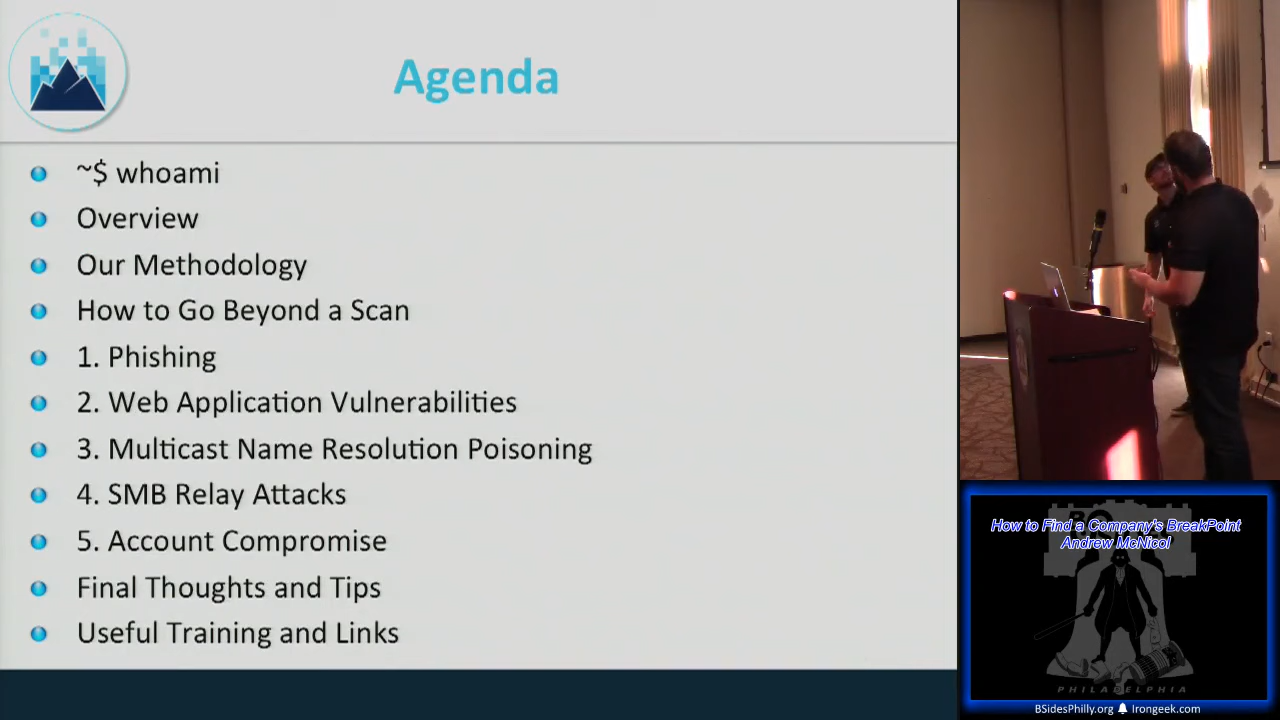 Agenda
~$ whoami
Overview
Our Methodology
How to Go Beyond a Scan
1. Phishing
2. Web Application Vulnerabilities
3. Multicast Name Resolution Poisoning
4. SMB Relay Attacks
5. Account Compromise
Final Thoughts and Tips
Useful Training and Links
How to Find a Company's BreakPoint
Andrew McNicol
PHILADELPHIA
BSidesPhilly.org Irongeek.com